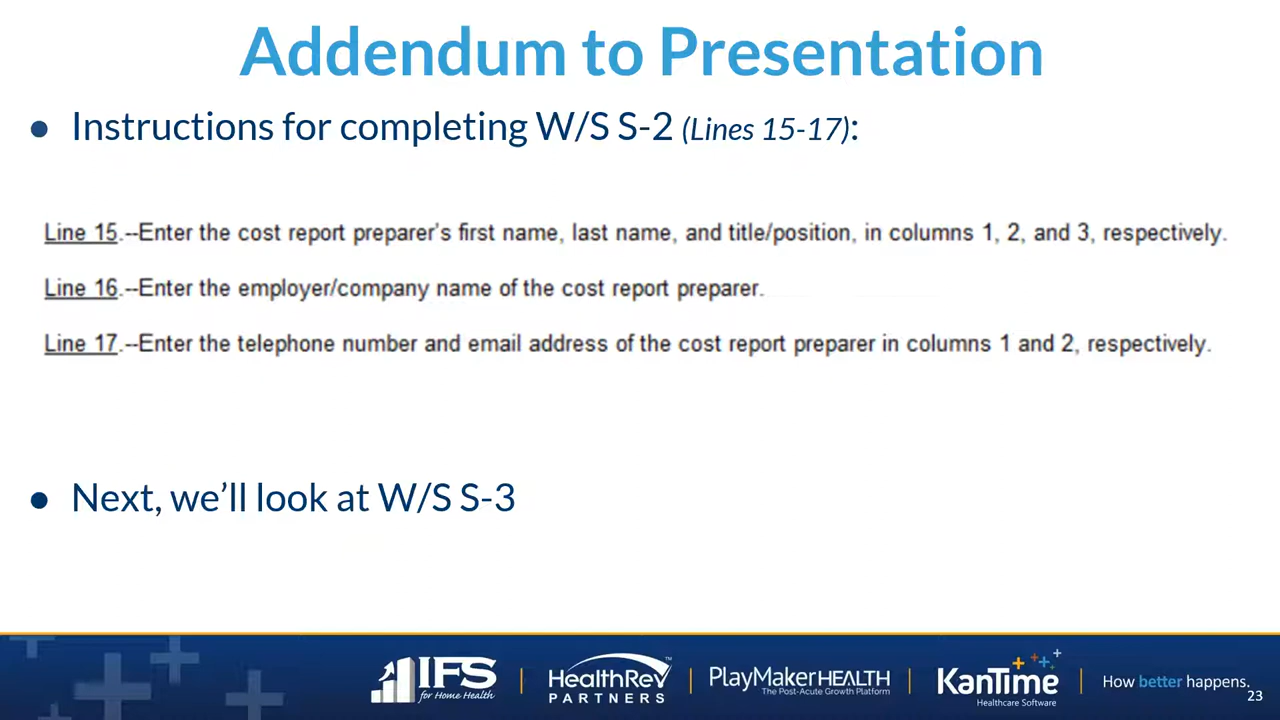 Addendum to Presentation
● Instructions for completing W/S S-2 (Lines 15-17):
Line 15.--Enter the cost report preparer's first name, last name, and title/position, in columns 1, 2, and 3, respectively.
Line 16.--Enter the employer/company name of the cost report preparer.
Line 17.--Enter the telephone number and email address of the cost report preparer in columns 1 and 2, respectively.
● Next, we'll look at W/S S-3
IFS
for Home Health
HealthRev™
PARTNERS
PlayMakerHEALTH
The Post-Acute Growth Platform
KanTime
Healthcare Software
How better happens.
23